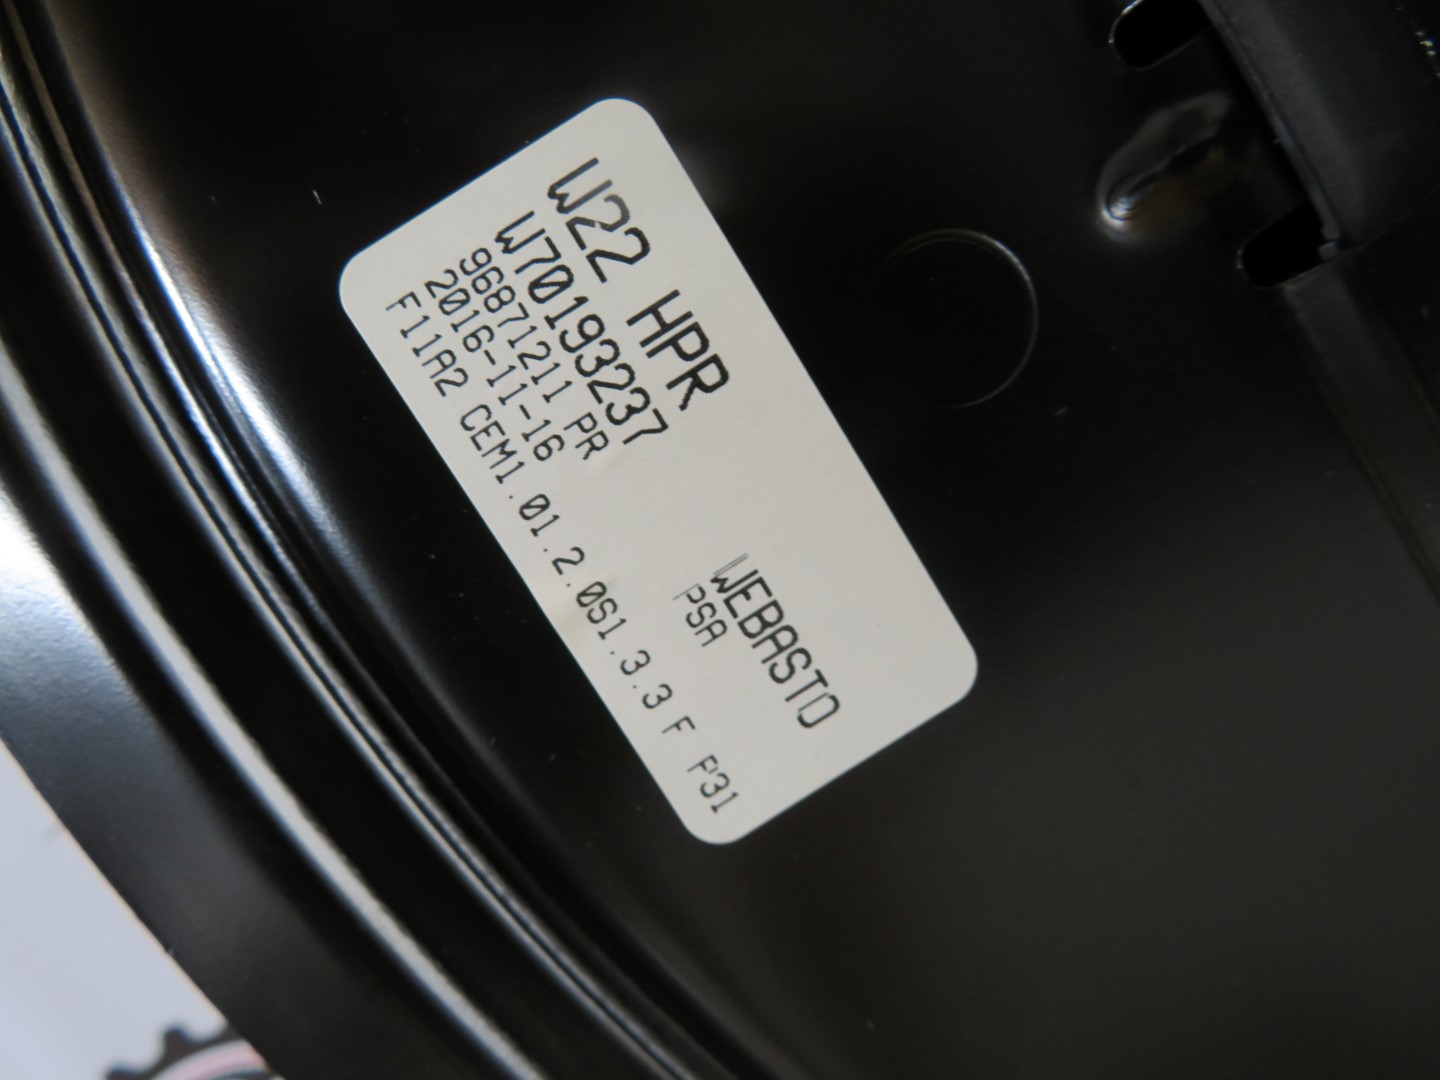 W22 HPR
W70193237
96871211 PR
2016-11-16
F11A2 CEM1.01.2.0S1.3.3 F P31
WEBASTO
PSA